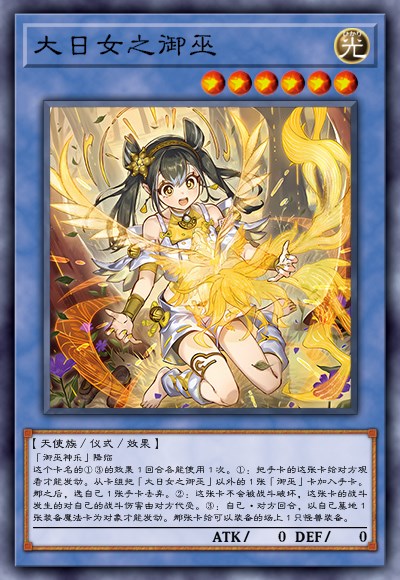 大日女之御巫
ひかり
光
【天使族／仪式／效果】
「御巫神乐」降临
这个卡名的①③的效果１回合各能使用１次。①：把手卡的这张卡给对方观
看才能发动。从卡组把「大日女之御巫」以外的１张「御巫」卡加入手卡。
那之后，选自己１张手卡丢弃。②：这张卡不会被战斗破坏，这张卡的战斗
发生的对自己的战斗伤害由对方代受。③：自己·对方回合，以自己墓地１
张装备魔法卡为对象才能发动。那张卡给可以装备的场上１只怪兽装备。
ATK/ 0 DEF/ 0